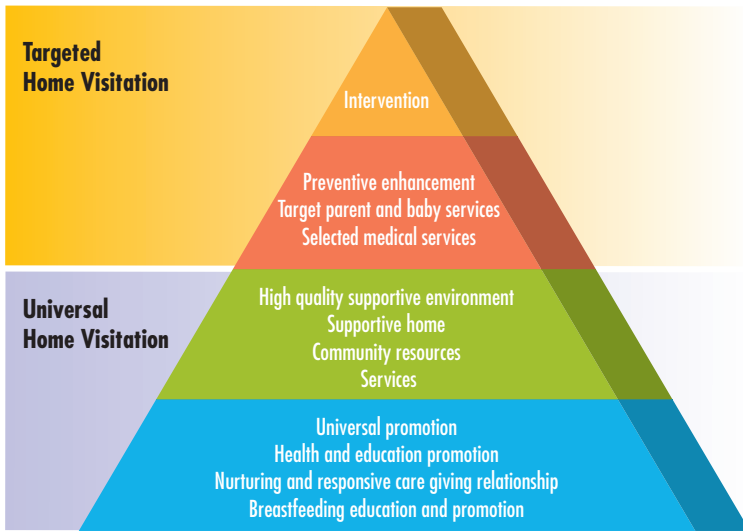 Targeted
Home Visitation
Intervention
Preventive enhancement
Target parent and baby services
Selected medical services
Universal
Home Visitation
High quality supportive environment
Supportive home
Community resources
Services
Universal promotion
Health and education promotion
Nurturing and responsive care giving relationship
Breastfeeding education and promotion